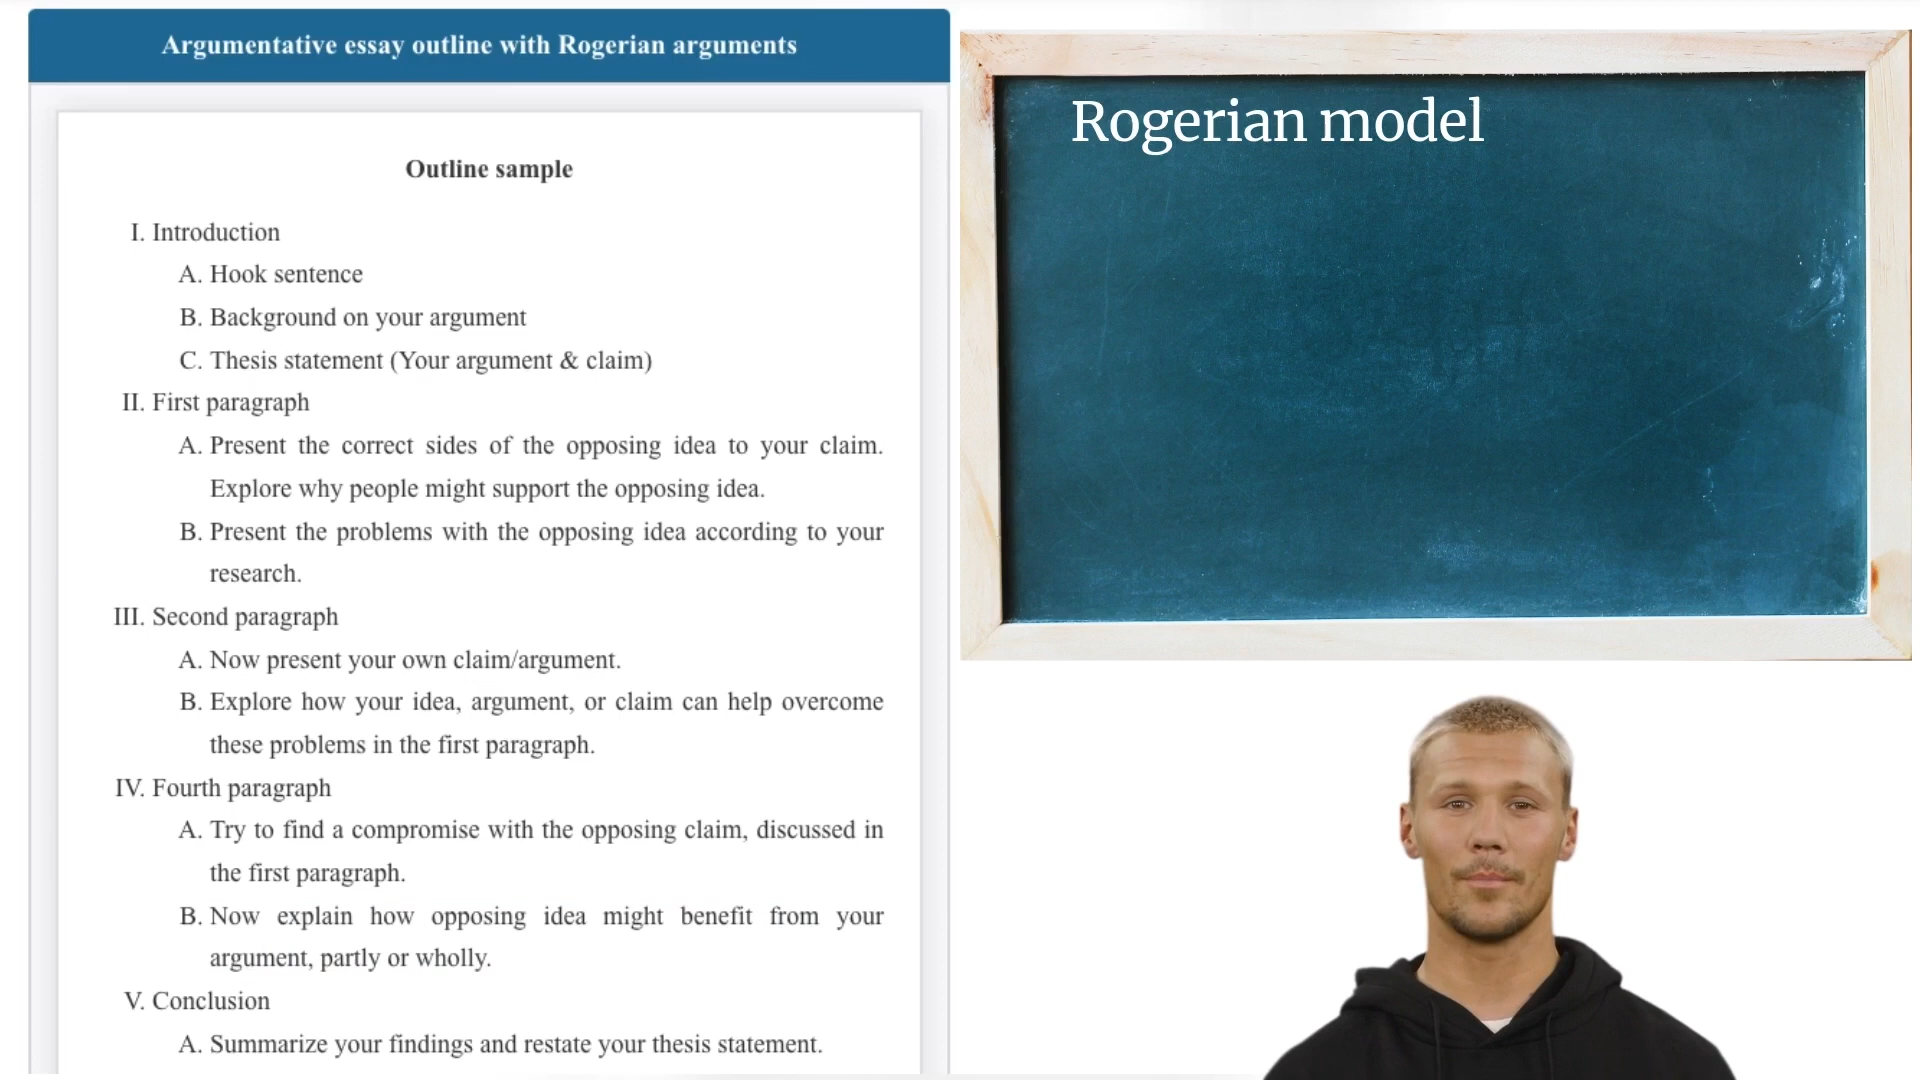 Argumentative essay outline with Rogerian arguments
Outline sample
I. Introduction
A. Hook sentence
B. Background on your argument
C. Thesis statement (Your argument & claim)
II. First paragraph
A. Present the correct sides of the opposing idea to your claim.
Explore why people might support the opposing idea.
B. Present the problems with the opposing idea according to your
research.
III. Second paragraph
A. Now present your own claim/argument.
B. Explore how your idea, argument, or claim can help overcome
these problems in the first paragraph.
IV. Fourth paragraph
A. Try to find a compromise with the opposing claim, discussed in
the first paragraph.
B. Now explain how opposing idea might benefit from your
argument, partly or wholly.
V. Conclusion
A. Summarize your findings and restate your thesis statement.
Rogerian model